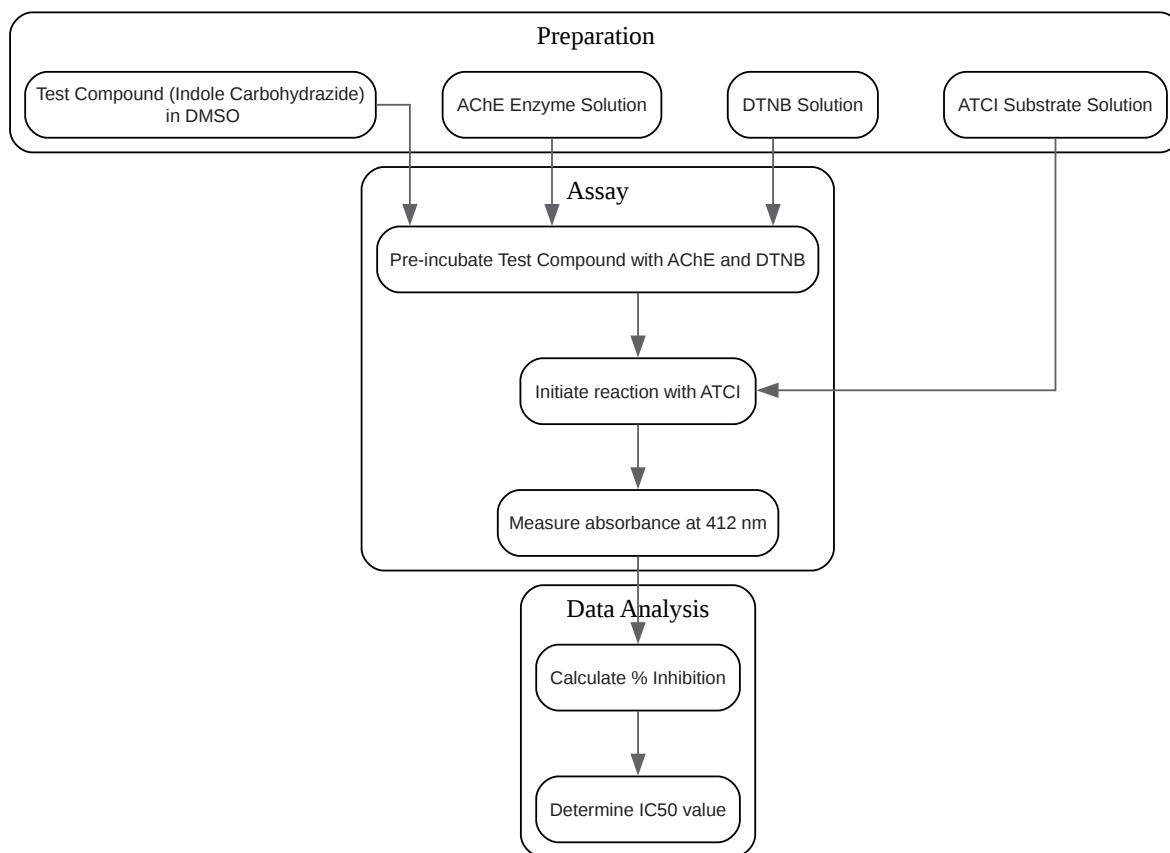 Preparation
Test Compound (Indole Carbohydrazide)
in DMSO
AChE Enzyme Solution
DTNB Solution
ATCI Substrate Solution
Assay
Pre-incubate Test Compound with AChE and DTNB
Initiate reaction with ATCI
Measure absorbance at 412 nm
Data Analysis
Calculate % Inhibition
Determine IC50 value